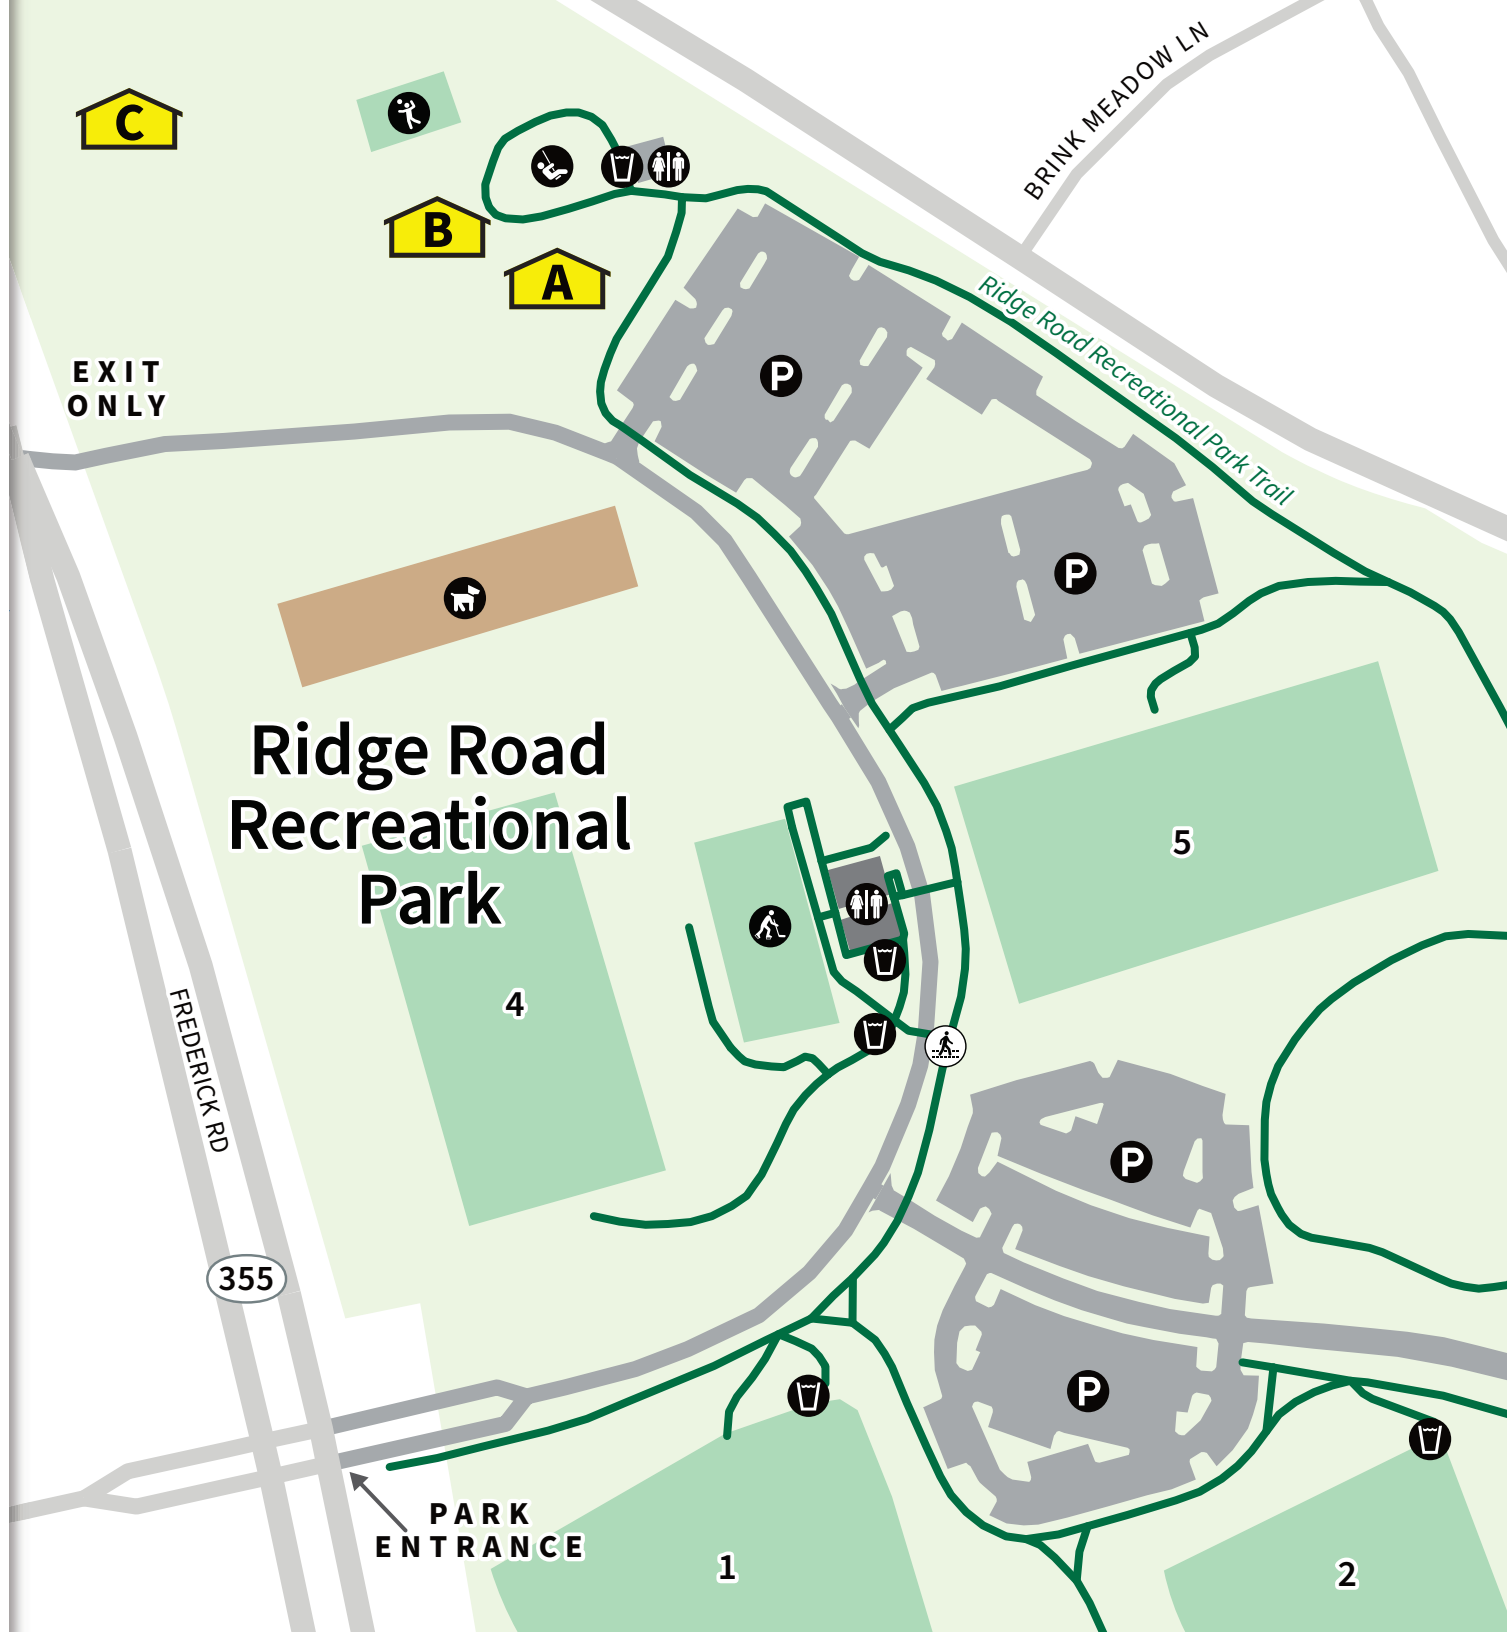 C
BRINK MEADOW LN
B
A
Ridge Road Recreational Park Trail
EXIT
ONLY
P
P
Ridge Road
Recreational
Park
5
4
FREDERICK RD
P
355
P
PARK
ENTRANCE
1
2